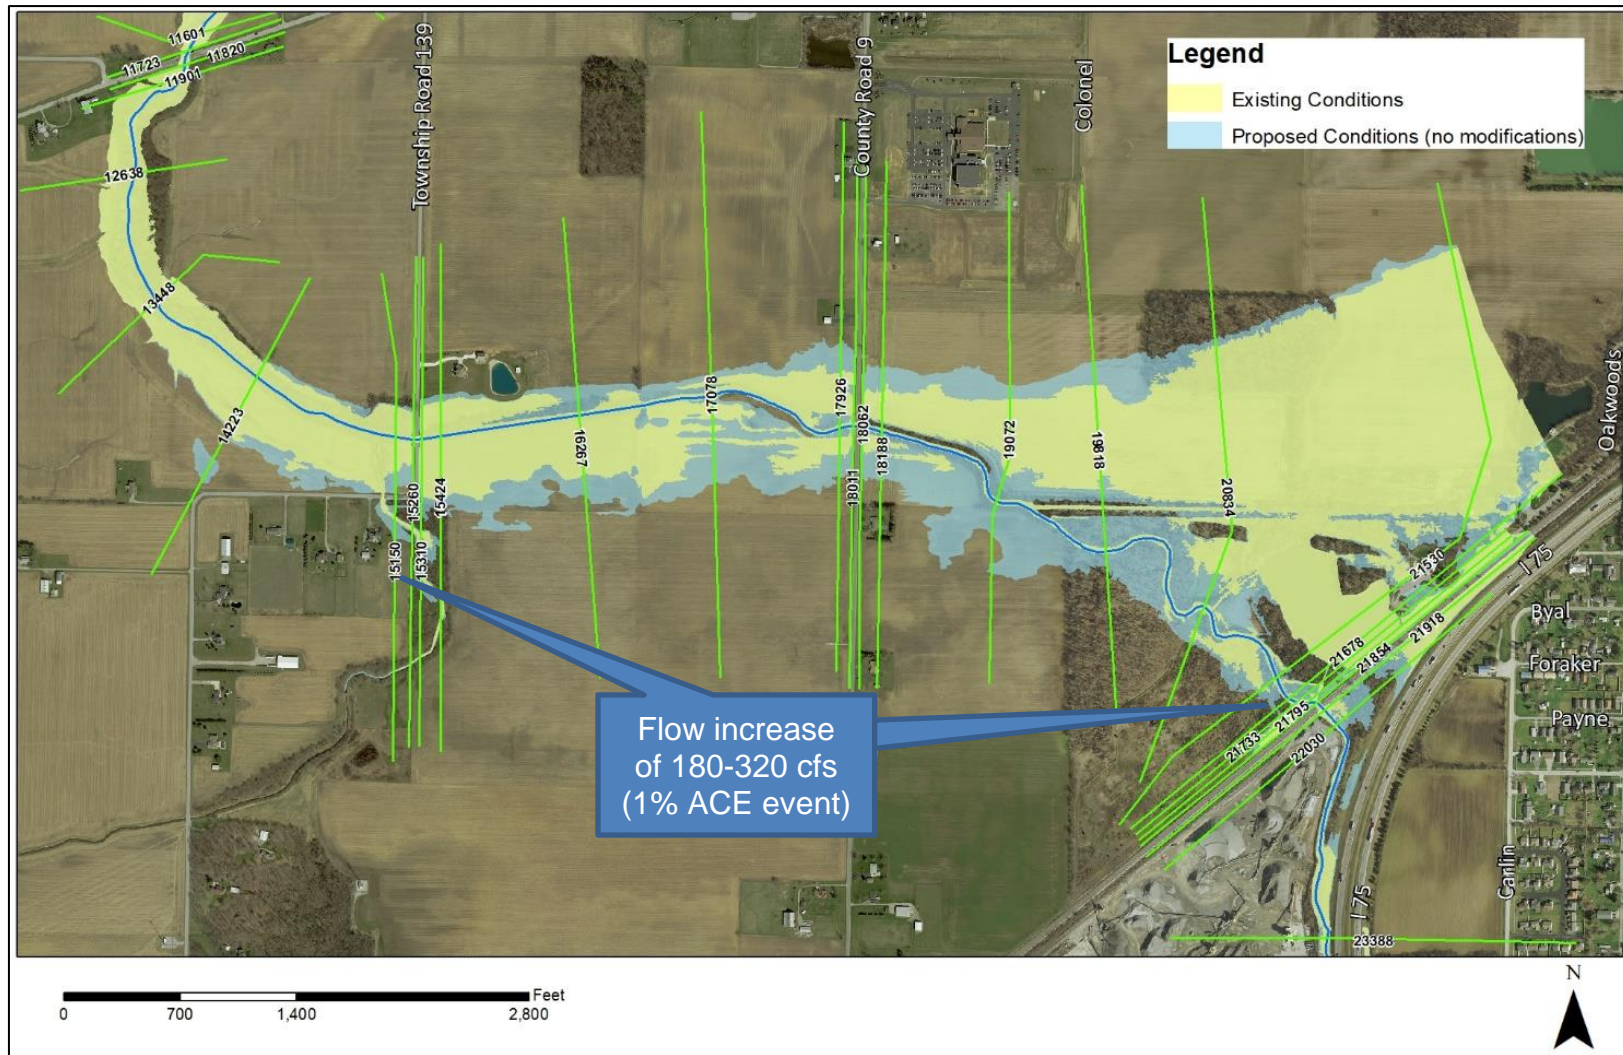 11601
11723
11820
11901
12638
13448
14223
Township Road 139
15150
15260
15310
15424
16267
17078
17926
County Road 9
18011
18062
18188
19072
Colonel
19818
20834
21530
21678
21733
21795
21854
21918
22030
23388
Oakwoods
I 75
Byal
Foraker
Payne
Carlin
I 75
Legend
Existing Conditions
Proposed Conditions (no modifications)
Flow increase
of 180-320 cfs
(1% ACE event)
Feet
0 700 1,400 2,800
N